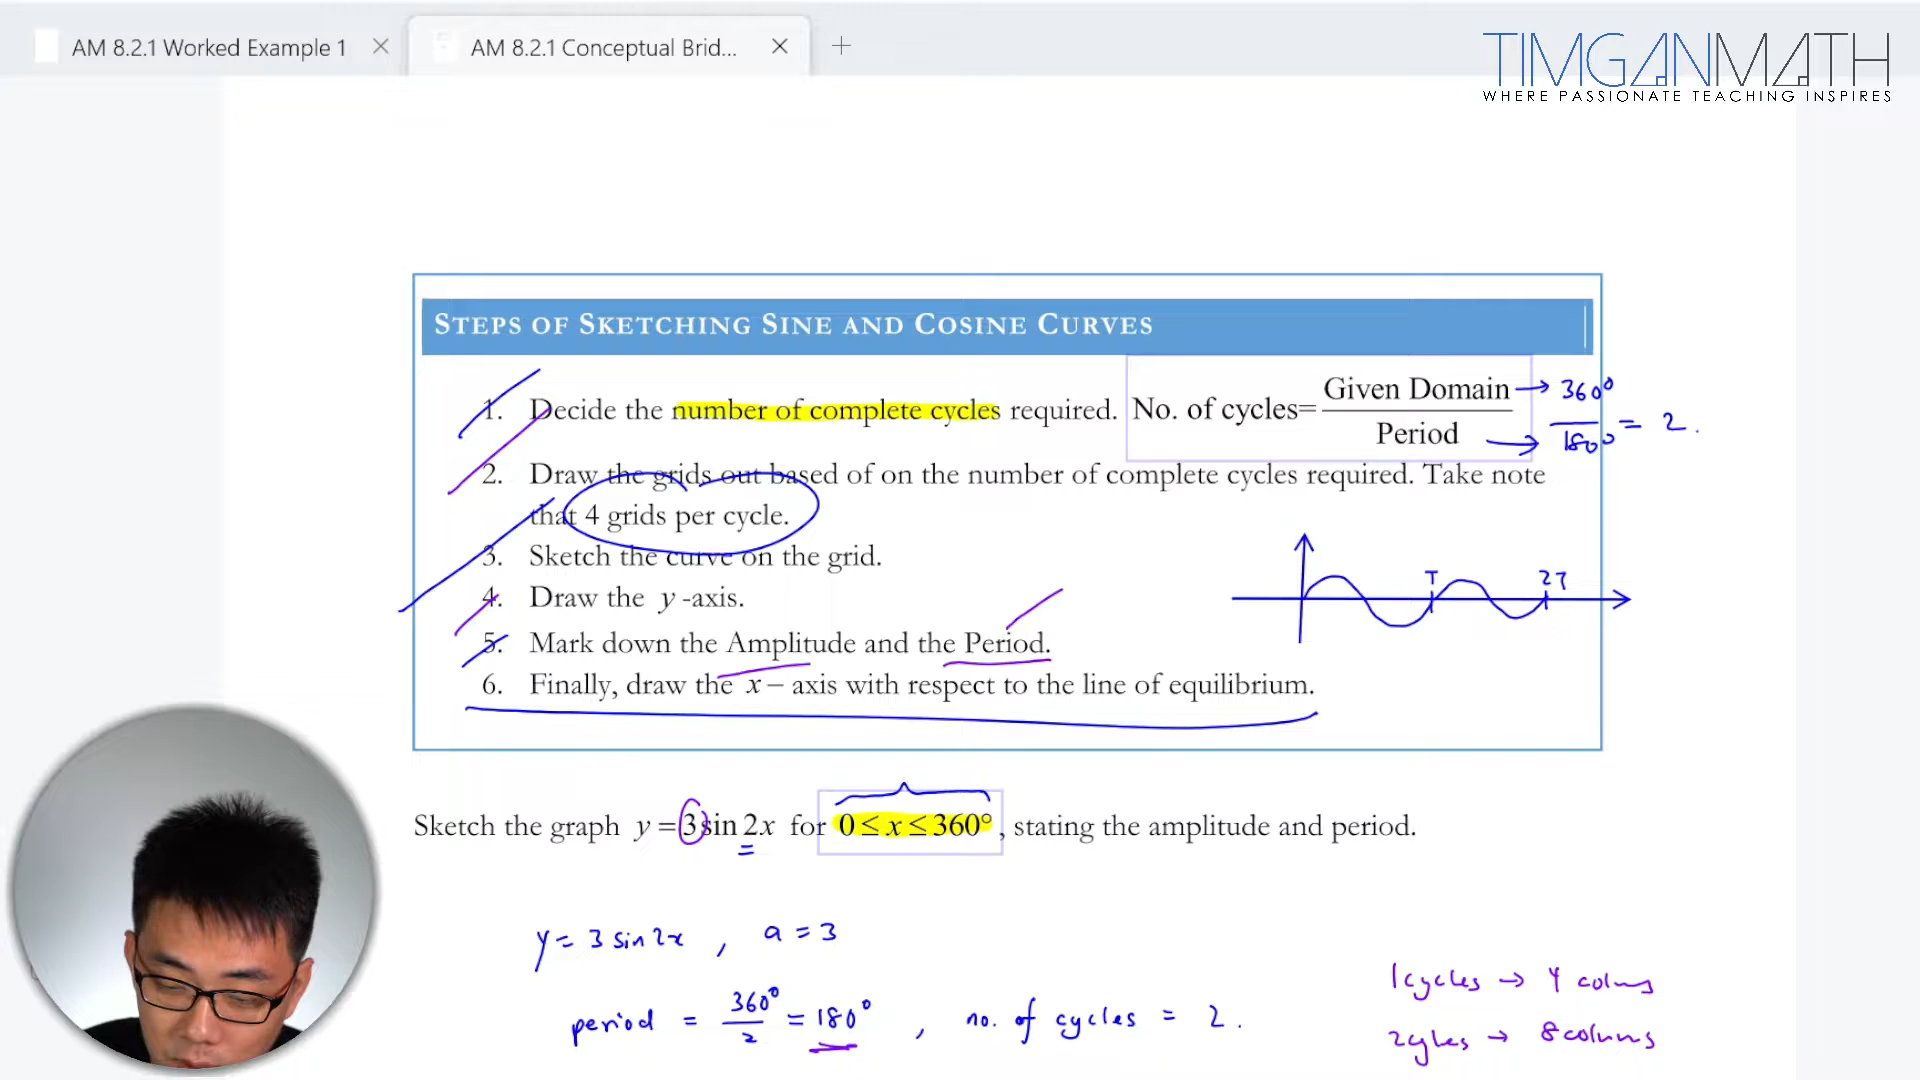 AM 8.2.1 Worked Example 1
AM 8.2.1 Conceptual Brid...
TIMGANMATH
WHERE PASSIONATE TEACHING INSPIRES
STEPS OF SKETCHING SINE AND COSINE CURVES
1. Decide the number of complete cycles required. No. of cycles= Given Domain / Period → 360° / 180° = 2.
2. Draw the grids out based of on the number of complete cycles required. Take note
that 4 grids per cycle.
3. Sketch the curve on the grid.
4. Draw the y -axis.
5. Mark down the Amplitude and the Period.
6. Finally, draw the x – axis with respect to the line of equilibrium.
T 2T
Sketch the graph y = 3sin 2x for 0 ≤ x ≤ 360° , stating the amplitude and period.
y = 3 sin 2x , a = 3
period = 360° / 2 = 180° , no. of cycles = 2.
1cycles → 4 colums
2cyles → 8 colums